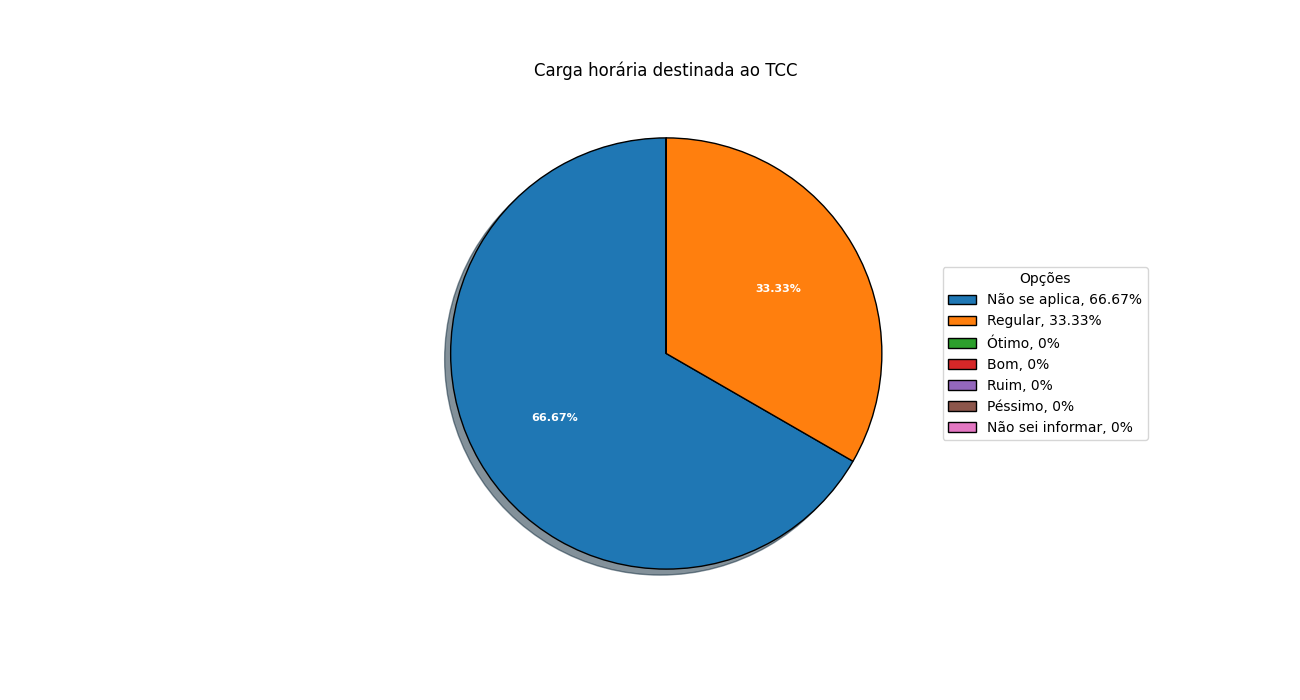 Carga horária destinada ao TCC
33.33%
66.67%
Opções
Não se aplica, 66.67%
Regular, 33.33%
Ótimo, 0%
Bom, 0%
Ruim, 0%
Péssimo, 0%
Não sei informar, 0%